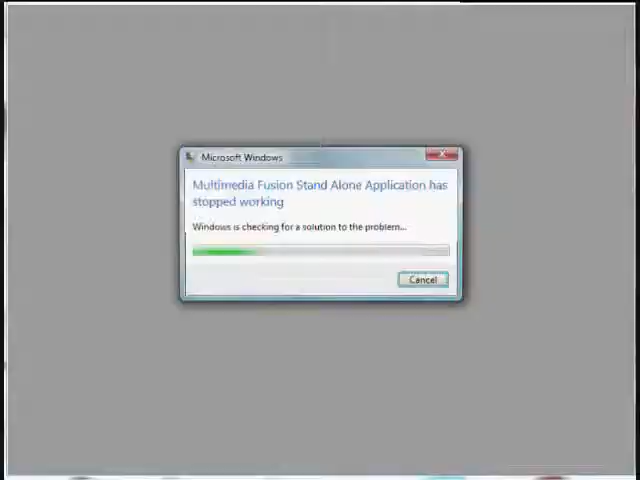 Microsoft Windows
Multimedia Fusion Stand Alone Application has
stopped working
Windows is checking for a solution to the problem...
Cancel